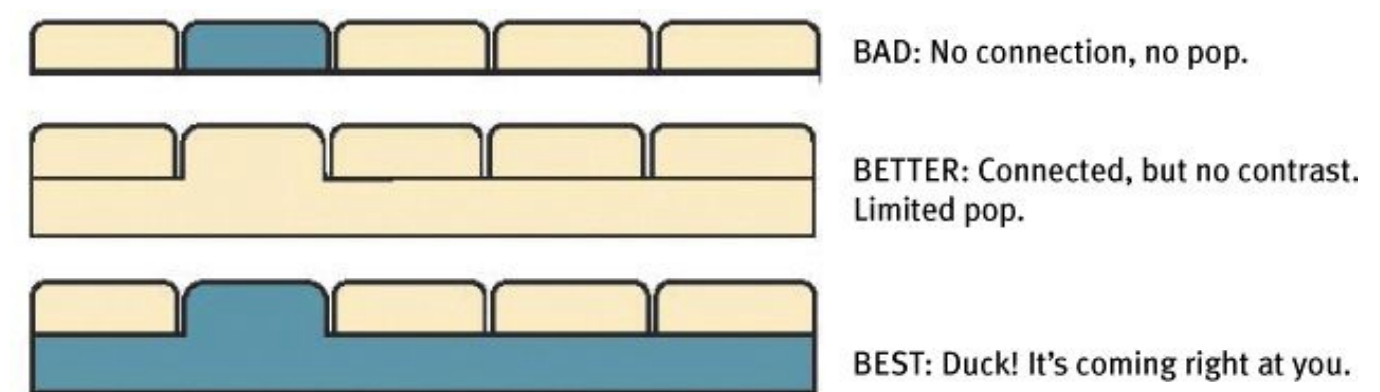 BAD: No connection, no pop.
BETTER: Connected, but no contrast.
Limited pop.
BEST: Duck! It’s coming right at you.